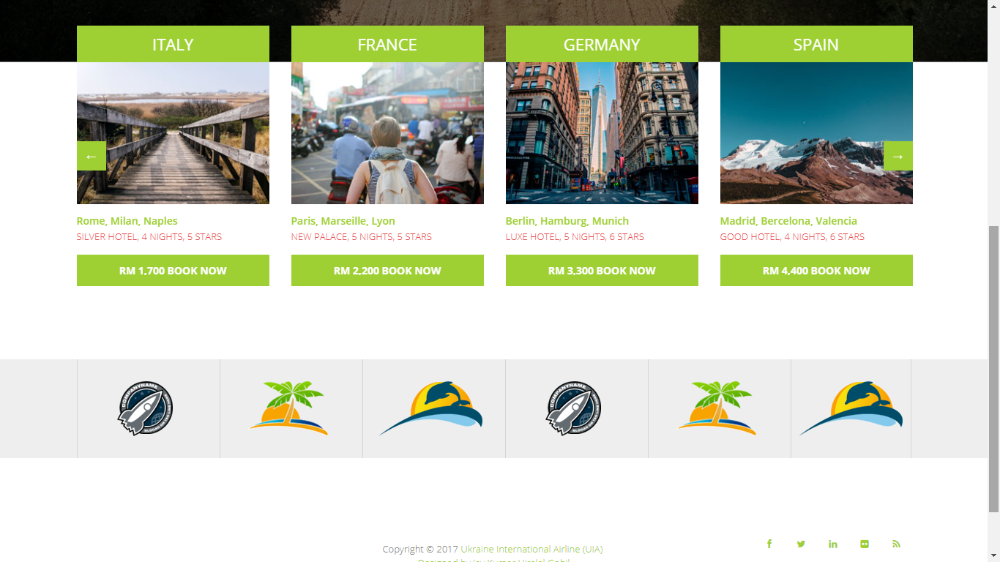 ITALY
FRANCE
GERMANY
SPAIN
←
→
Rome, Milan, Naples
SILVER HOTEL, 4 NIGHTS, 5 STARS
Paris, Marseille, Lyon
NEW PALACE, 5 NIGHTS, 5 STARS
Berlin, Hamburg, Munich
LUXE HOTEL, 5 NIGHTS, 6 STARS
Madrid, Bercelona, Valencia
GOOD HOTEL, 4 NIGHTS, 6 STARS
RM 1,700 BOOK NOW
RM 2,200 BOOK NOW
RM 3,300 BOOK NOW
RM 4,400 BOOK NOW
COMPANYNAME
COMPANYNAME
Copyright © 2017 Ukraine International Airline (UIA)